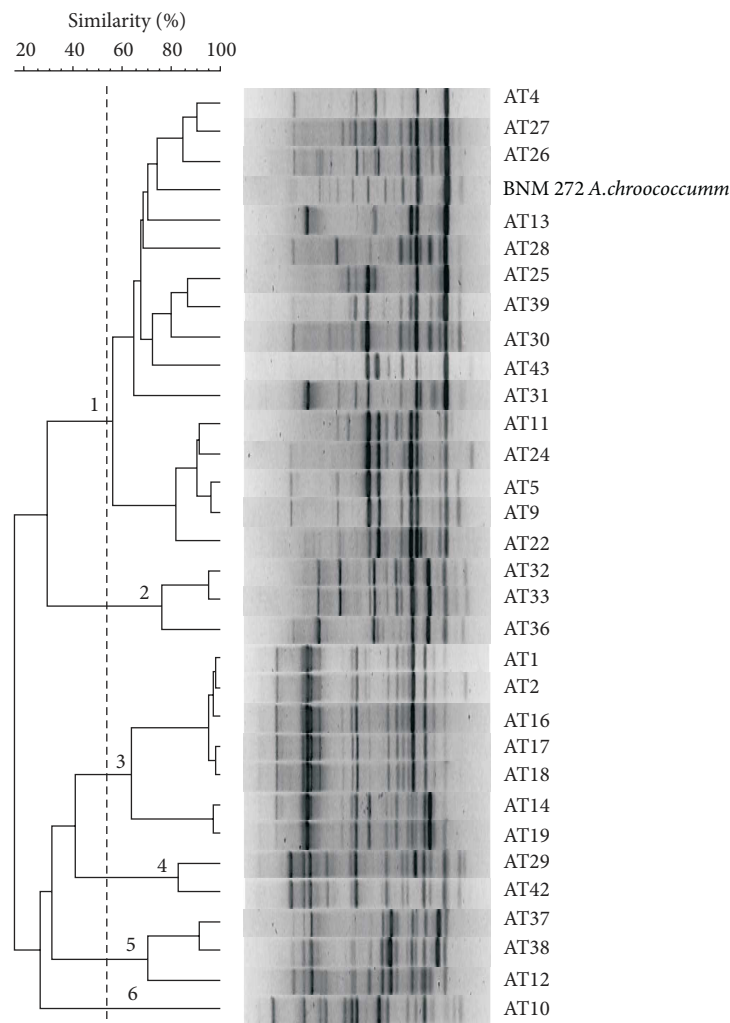 Similarity (%)
20 40 60 80 100
AT4
AT27
AT26
BNM 272 A.chroococcumm
AT13
AT28
AT25
AT39
AT30
AT43
AT31
1
AT11
AT24
AT5
AT9
AT22
AT32
2
AT33
AT36
AT1
AT2
AT16
AT17
3
AT18
AT14
AT19
4
AT29
AT42
AT37
5
AT38
AT12
6
AT10